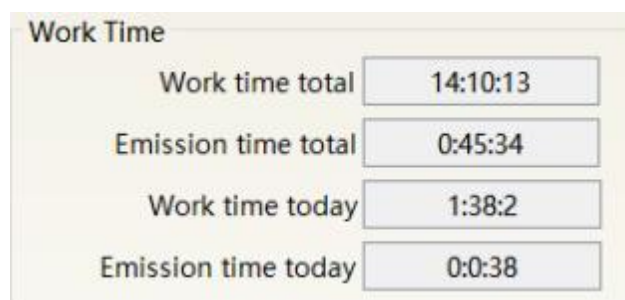 Work Time
Work time total 14:10:13
Emission time total 0:45:34
Work time today 1:38:2
Emission time today 0:0:38